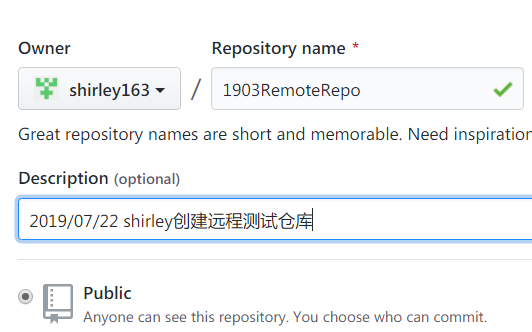 Owner Repository name *
shirley163 / 1903RemoteRepo
Great repository names are short and memorable. Need inspiration
Description (optional)
2019/07/22 shirley创建远程测试仓库
Public
Anyone can see this repository. You choose who can commit.